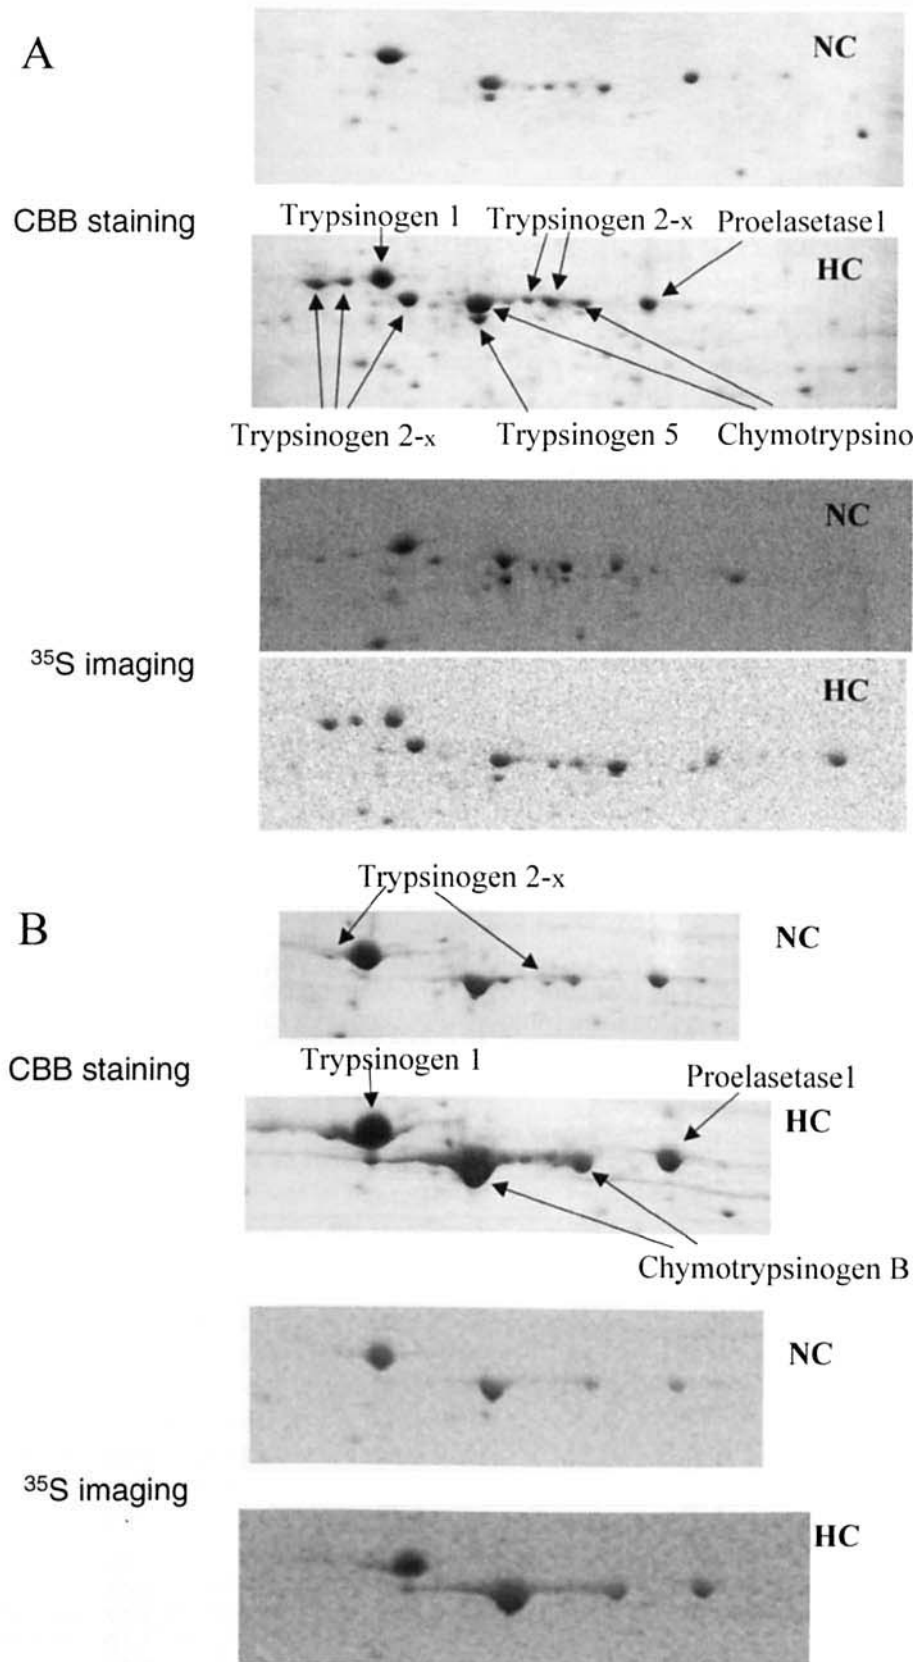 A
NC
CBB staining
Trypsinogen 1
Trypsinogen 2-x
Proelasetase1
HC
Trypsinogen 2-x
Trypsinogen 5
Chymotrypsino
NC
35S imaging
HC
Trypsinogen 2-x
B
NC
CBB staining
Trypsinogen 1
Proelasetase1
HC
Chymotrypsinogen B
NC
35S imaging
HC